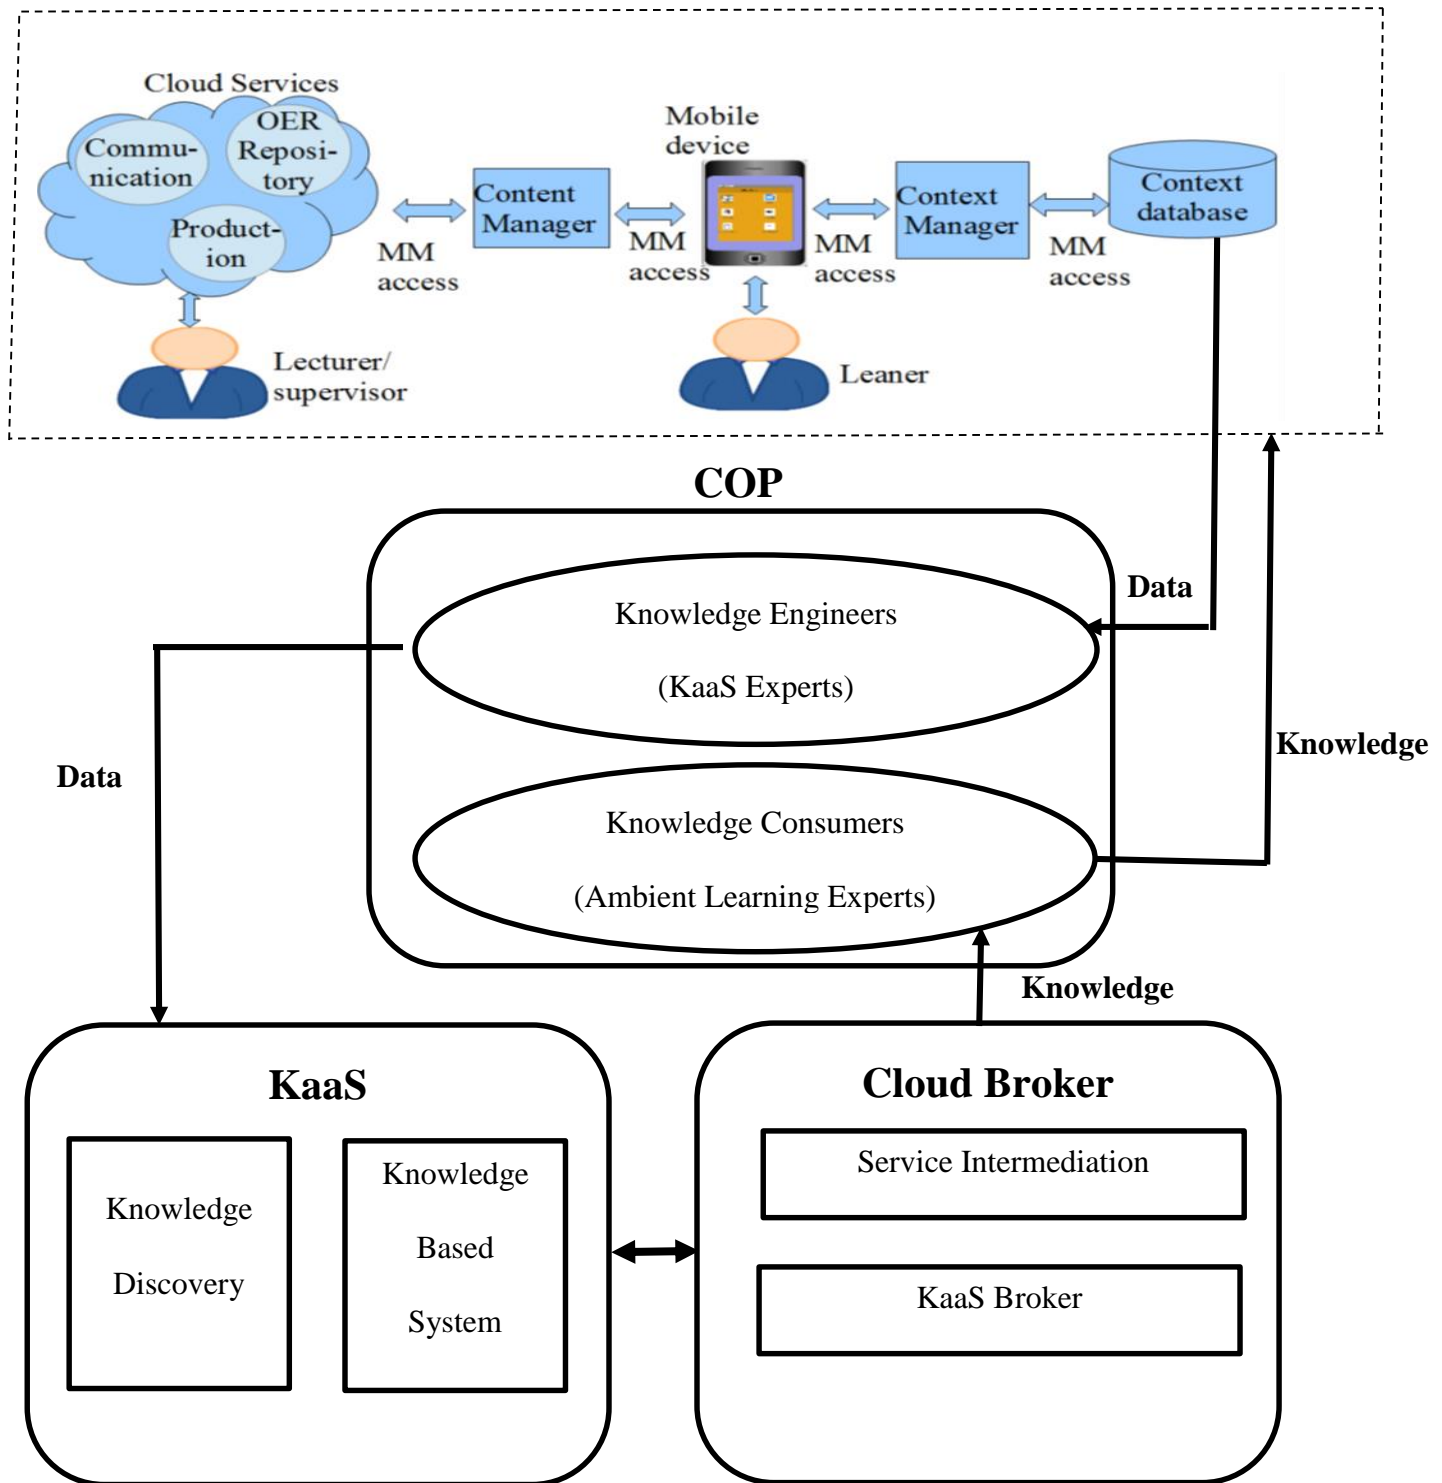 Cloud Services
Commu-
nication
OER
Reposi-
tory
Product-
ion
MM
access
Content
Manager
MM
access
Mobile
device
MM
access
Context
Manager
MM
access
Context
database
Lecturer/
supervisor
Leaner
COP
Knowledge Engineers
(KaaS Experts)
Data
Knowledge
Data
Knowledge Consumers
(Ambient Learning Experts)
Knowledge
KaaS
Knowledge
Discovery
Knowledge
Based
System
Cloud Broker
Service Intermediation
KaaS Broker